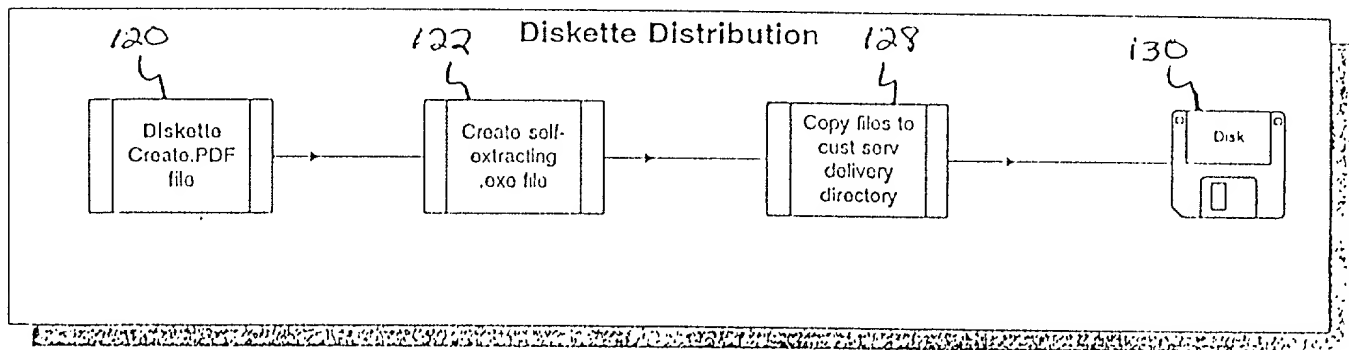 Diskette Distribution
120
122
128
130
Diskette
Create.PDF
file
Create self-
extracting
.exe file
Copy files to
cust serv
delivery
directory
Disk